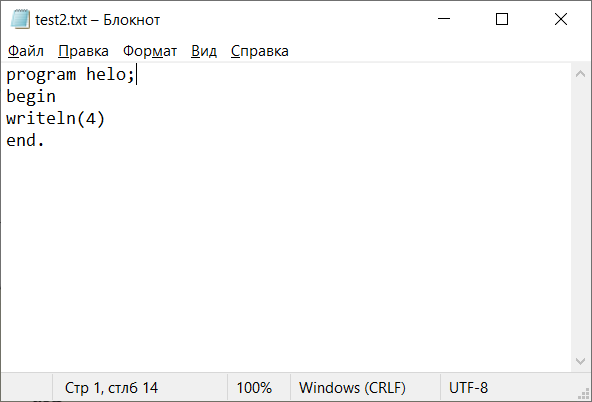 test2.txt – Блокнот
Файл Правка Формат Вид Справка
program helo;
begin
writeln(4)
end.
Стр 1, стлб 14 100% Windows (CRLF) UTF-8